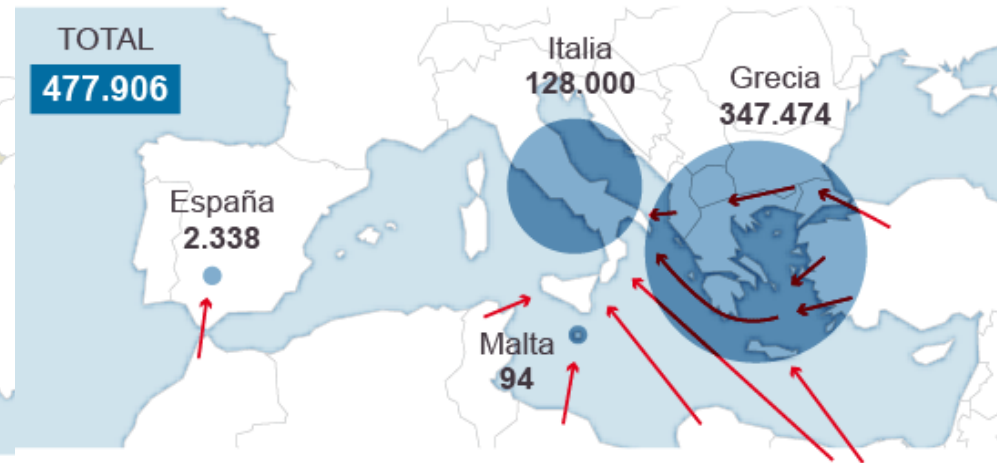 TOTAL
477.906
Italia
128.000
Grecia
347.474
España
2.338
Malta
94